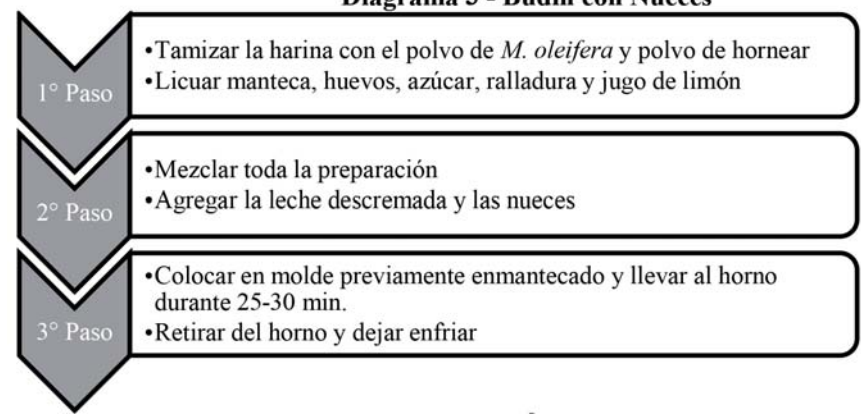 Diagrama 3 - Budín con Nueces
1° Paso
•Tamizar la harina con el polvo de M. oleifera y polvo de hornear
•Licuar manteca, huevos, azúcar, ralladura y jugo de limón
2° Paso
•Mezclar toda la preparación
•Agregar la leche descremada y las nueces
3° Paso
•Colocar en molde previamente enmantecado y llevar al horno
durante 25-30 min.
•Retirar del horno y dejar enfriar